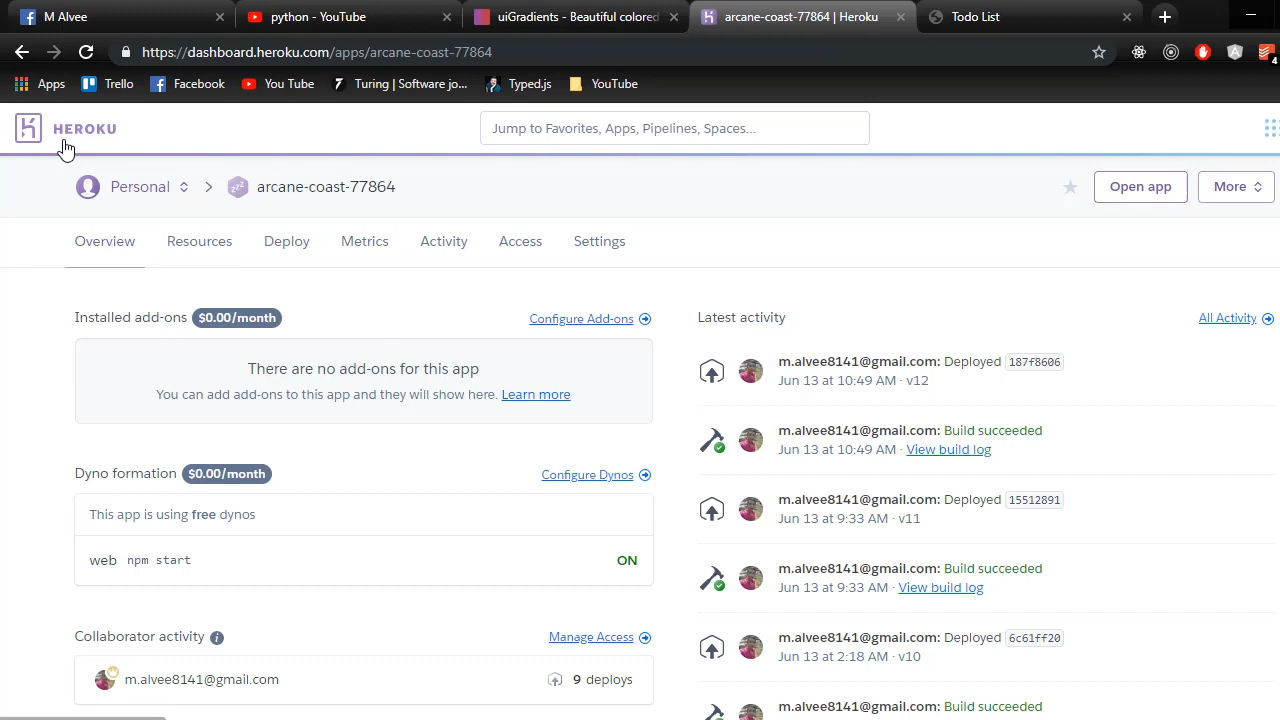 M Alvee
python - YouTube
uiGradients - Beautiful colored
arcane-coast-77864 | Heroku
Todo List
https://dashboard.heroku.com/apps/arcane-coast-77864
4
Apps
Trello
Facebook
You Tube
Turing | Software jo...
Typed.js
YouTube
HEROKU
Jump to Favorites, Apps, Pipelines, Spaces...
Personal
arcane-coast-77864
Open app
More
Overview
Resources
Deploy
Metrics
Activity
Access
Settings
Installed add-ons $0.00/month
Configure Add-ons
There are no add-ons for this app
You can add add-ons to this app and they will show here. Learn more
Dyno formation $0.00/month
Configure Dynos
This app is using free dynos
web npm start ON
Collaborator activity
Manage Access
m.alvee8141@gmail.com
9 deploys
Latest activity
All Activity
m.alvee8141@gmail.com: Deployed 187f8606
Jun 13 at 10:49 AM · v12
m.alvee8141@gmail.com: Build succeeded
Jun 13 at 10:49 AM · View build log
m.alvee8141@gmail.com: Deployed 15512891
Jun 13 at 9:33 AM · v11
m.alvee8141@gmail.com: Build succeeded
Jun 13 at 9:33 AM · View build log
m.alvee8141@gmail.com: Deployed 6c61ff20
Jun 13 at 2:18 AM · v10
m.alvee8141@gmail.com: Build succeeded